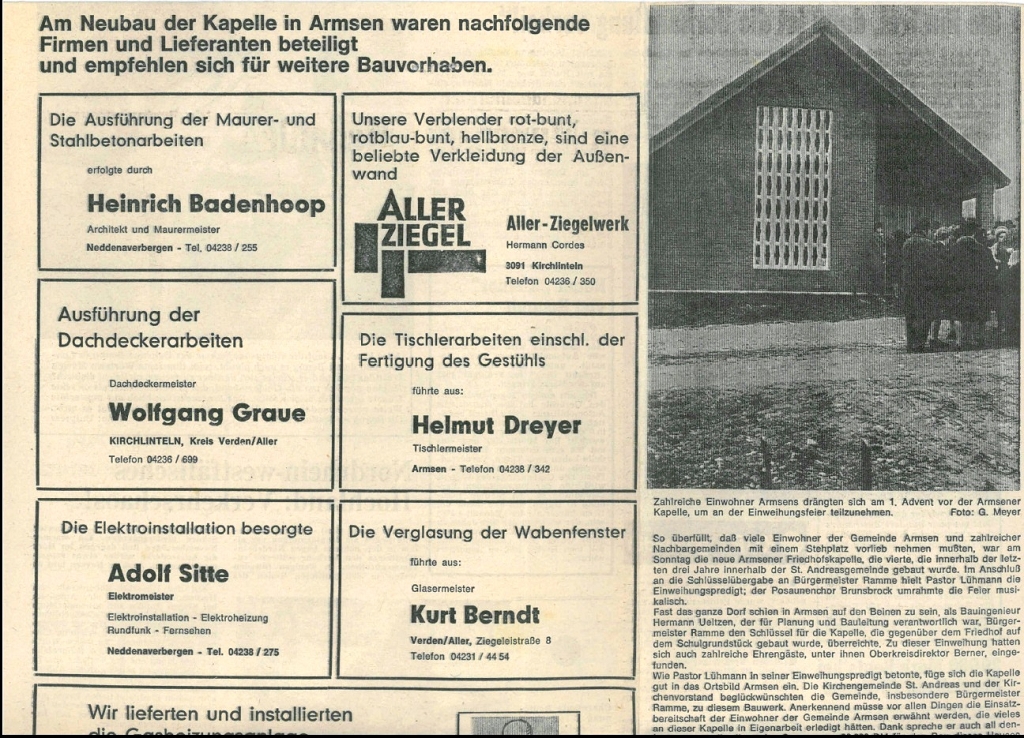 Am Neubau der Kapelle in Armsen waren nachfolgende
Firmen und Lieferanten beteiligt
und empfehlen sich für weitere Bauvorhaben.
Die Ausführung der Maurer- und
Stahlbetonarbeiten
erfolgte durch
Heinrich Badenhoop
Architekt und Maurermeister
Neddenaverbergen - Tel. 04238 / 255
Unsere Verblender rot-bunt,
rotblau-bunt, hellbronze, sind eine
beliebte Verkleidung der Außen-
wand
ALLER
ZIEGEL
Aller-Ziegelwerk
Hermann Cordes
3091 Kirchlinteln
Telefon 04236 / 350
Ausführung der
Dachdeckerarbeiten
Dachdeckermeister
Wolfgang Graue
KIRCHLINTELN, Kreis Verden/Aller
Telefon 04236 / 699
Die Tischlerarbeiten einschl. der
Fertigung des Gestühls
führte aus:
Helmut Dreyer
Tischlermeister
Armsen - Telefon 04238 / 342
Die Elektroinstallation besorgte
Adolf Sitte
Elektromeister
Elektroinstallation - Elektroheizung
Rundfunk - Fernsehen
Neddenaverbergen - Tel. 04238 / 275
Die Verglasung der Wabenfenster
führte aus:
Glasermeister
Kurt Berndt
Verden/Aller, Ziegeleistraße 8
Telefon 04231 / 44 54
Wir lieferten und installierten
die Gasheizungsanlage
Zahlreiche Einwohner Armsens drängten sich am 1. Advent vor der Armsener
Kapelle, um an der Einweihungsfeier teilzunehmen. Foto: G. Meyer
So überfüllt, daß viele Einwohner der Gemeinde Armsen und zahlreicher
Nachbargemeinden mit einem Stehplatz vorlieb nehmen mußten, war am
Sonntag die neue Armsener Friedhofskapelle, die vierte, die innerhalb der letz-
ten drei Jahre innerhalb der St. Andreasgemeinde gebaut wurde. In Anschluß
an die Schlüsselübergabe an Bürgermeister Ramme hielt Pastor Lühmann die
Einweihungspredigt; der Posaunenchor Brunsbrock umrahmte die Feier musi-
kalisch.
Fast das ganze Dorf schien in Armsen auf den Beinen zu sein, als Bauingenieur
Hermann Ueltzen, der für Planung und Bauleitung verantwortlich war, Bürger-
meister Ramme den Schlüssel für die Kapelle, die gegenüber dem Friedhof auf
dem Schulgrundstück gebaut wurde, überreichte. Zu dieser Einweihung hatten
sich auch zahlreiche Ehrengäste, unter ihnen Oberkreisdirektor Berner, einge-
funden.
Wie Pastor Lühmann in seiner Einweihungspredigt betonte, füge sich die Kapelle
gut in das Ortsbild Armsen ein. Die Kirchengemeinde St. Andreas und der Kir-
chenvorstand beglückwünschten die Gemeinde, insbesondere Bürgermeister
Ramme, zu diesem Bauwerk. Anerkennend müsse vor allen Dingen die Einsatz-
bereitschaft der Einwohner der Gemeinde Armsen erwähnt werden, die vieles
an dieser Kapelle in Eigenarbeit erledigt hätten. Dank spreche er auch all den-